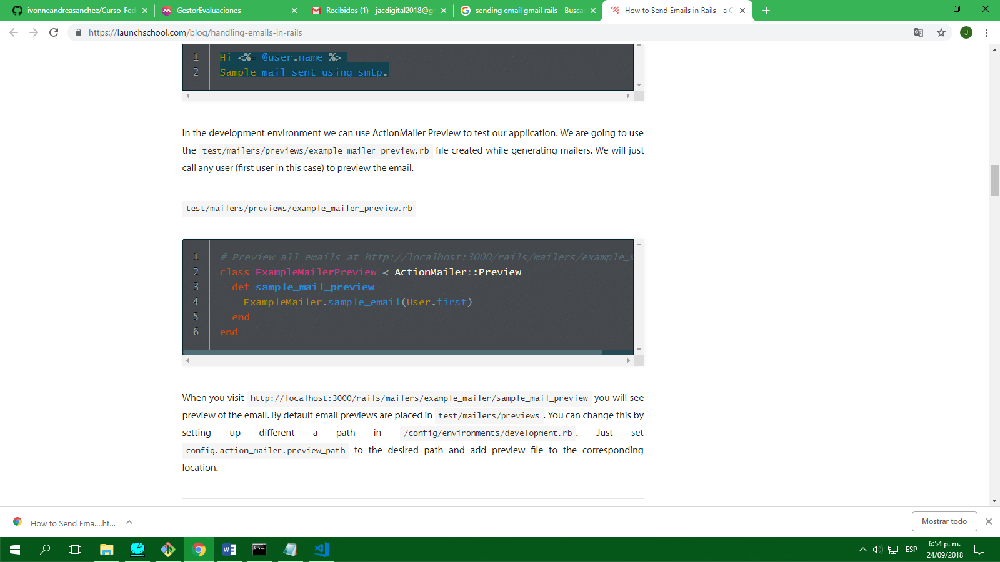 ivonneandreasanchez/Curso_Fed
GestorEvaluaciones
Recibidos (1) - jacdigital2018@g
sending email gmail rails - Busca
How to Send Emails in Rails - a C
https://launchschool.com/blog/handling-emails-in-rails
J
1 Hi <%= @user.name %>
2 Sample mail sent using smtp.
In the development environment we can use ActionMailer Preview to test our application. We are going to use
the test/mailers/previews/example_mailer_preview.rb file created while generating mailers. We will just
call any user (first user in this case) to preview the email.
test/mailers/previews/example_mailer_preview.rb
1 # Preview all emails at http://localhost:3000/rails/mailers/example_m
2 class ExampleMailerPreview < ActionMailer::Preview
3 def sample_mail_preview
4 ExampleMailer.sample_email(User.first)
5 end
6 end
When you visit http://localhost:3000/rails/mailers/example_mailer/sample_mail_preview you will see
preview of the email. By default email previews are placed in test/mailers/previews . You can change this by
setting up different a path in /config/environments/development.rb . Just set
config.action_mailer.preview_path to the desired path and add preview file to the corresponding
location.
How to Send Ema....ht...
Mostrar todo
ESP
6:54 p. m.
24/09/2018